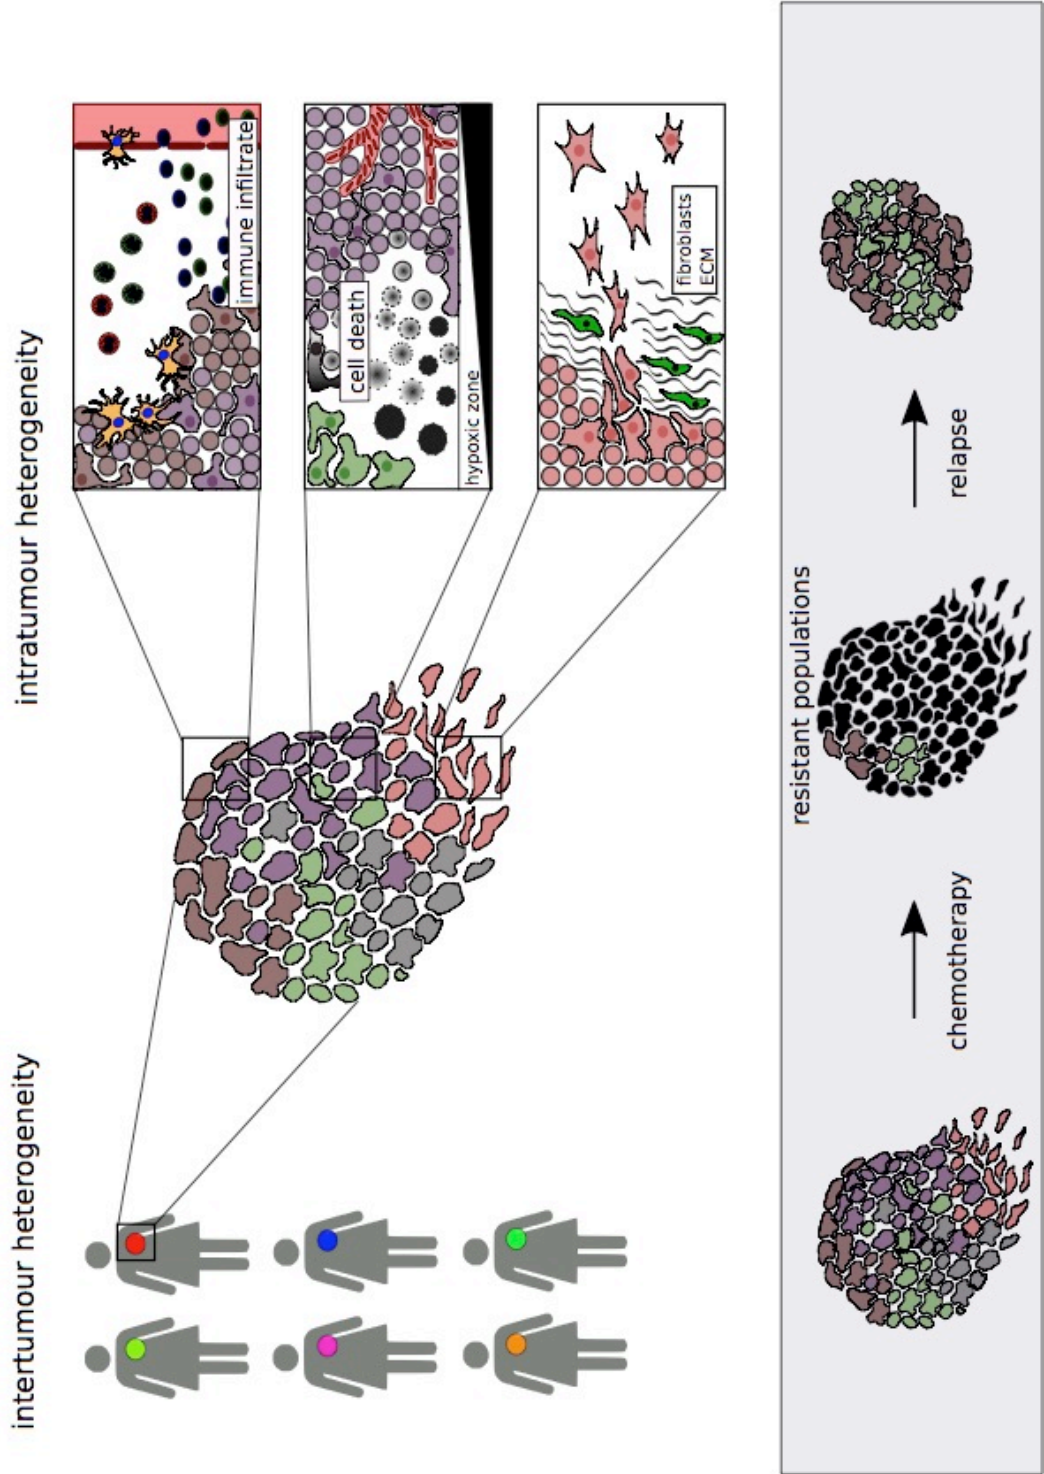 intertumour heterogeneity
intratumour heterogeneity
immune infiltrate
cell death
hypoxic zone
fibroblasts
ECM
resistant populations
chemotherapy
relapse